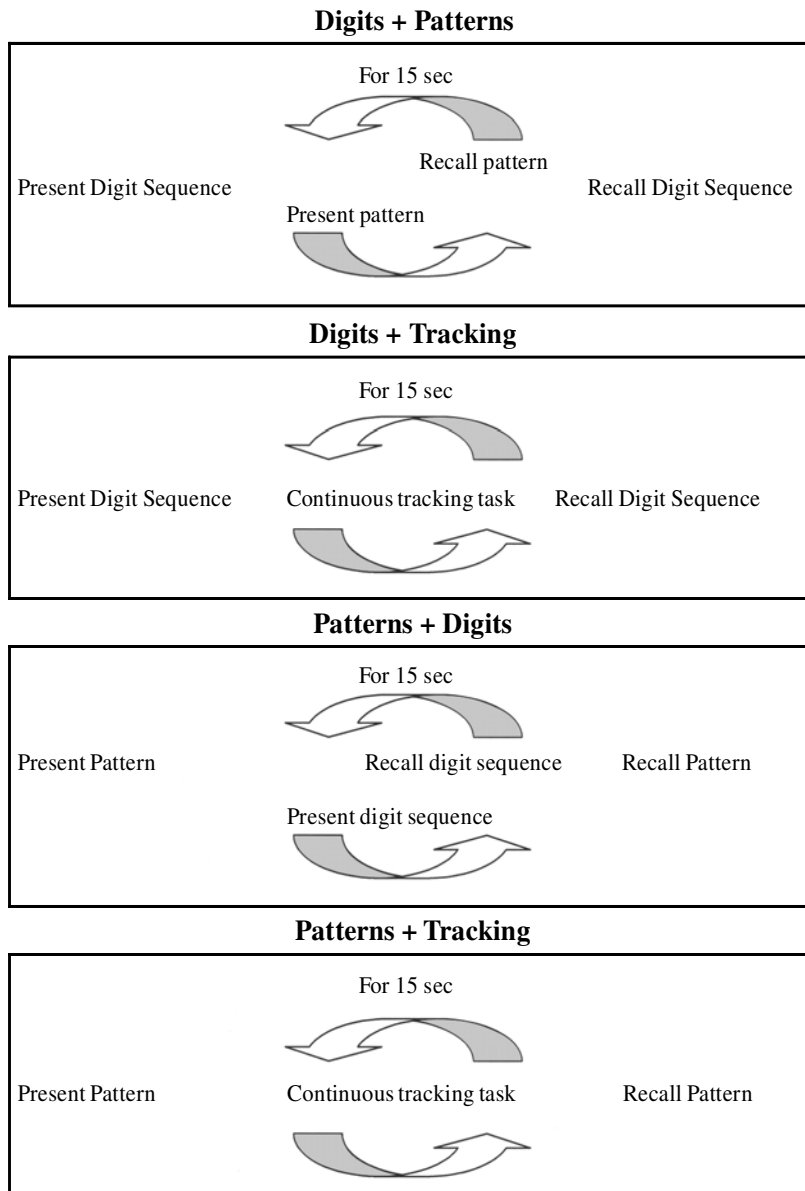 Digits + Patterns
For 15 sec
Recall pattern
Present Digit Sequence Recall Digit Sequence
Present pattern
Digits + Tracking
For 15 sec
Present Digit Sequence Continuous tracking task Recall Digit Sequence
Patterns + Digits
For 15 sec
Present Pattern Recall digit sequence Recall Pattern
Present digit sequence
Patterns + Tracking
For 15 sec
Present Pattern Continuous tracking task Recall Pattern